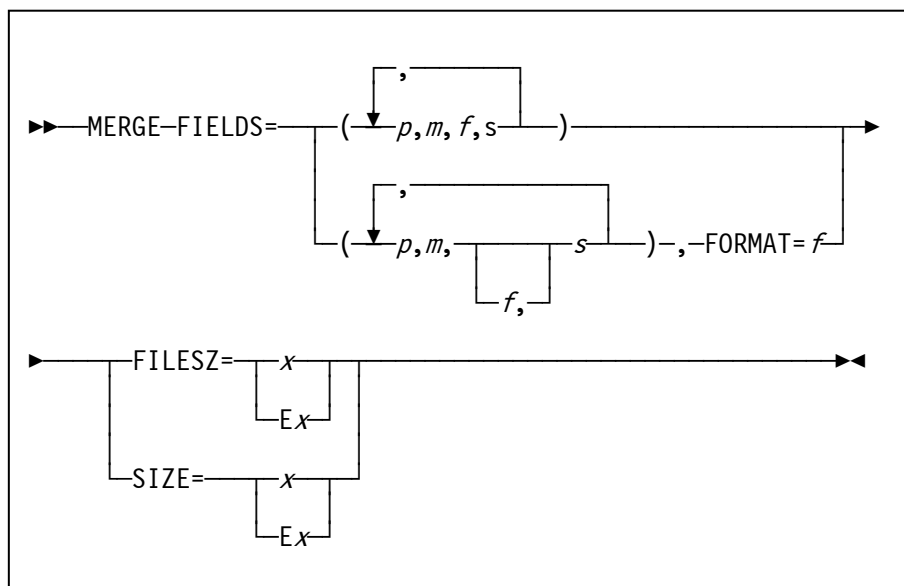 ,
MERGE FIELDS= ( p,m,f,s )
,
( p,m, s ) , FORMAT=f
f,
FILESZ= x
Ex
SIZE= x
Ex